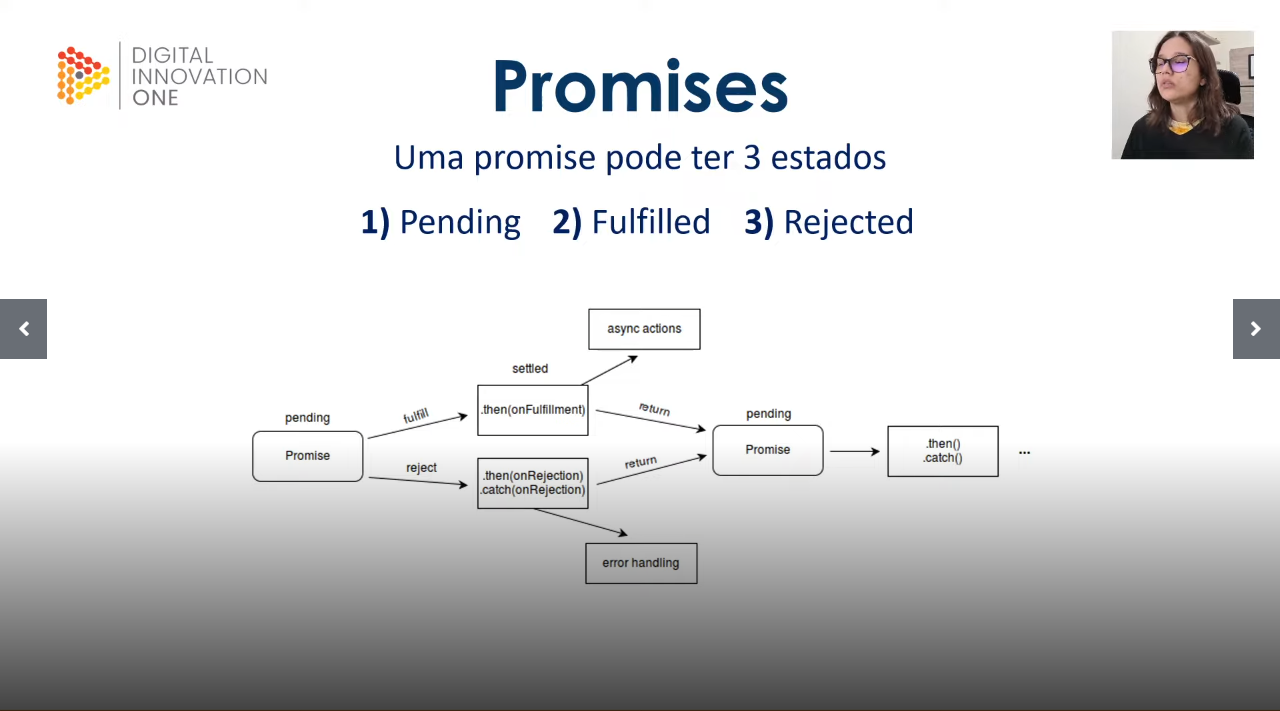 DIGITAL
INNOVATION
ONE
Promises
Uma promise pode ter 3 estados
1) Pending 2) Fulfilled 3) Rejected
async actions
settled
.then(onFulfillment)
fulfill
return
pending
Promise
reject
.then(onRejection)
.catch(onRejection)
return
pending
Promise
.then()
.catch()
...
error handling